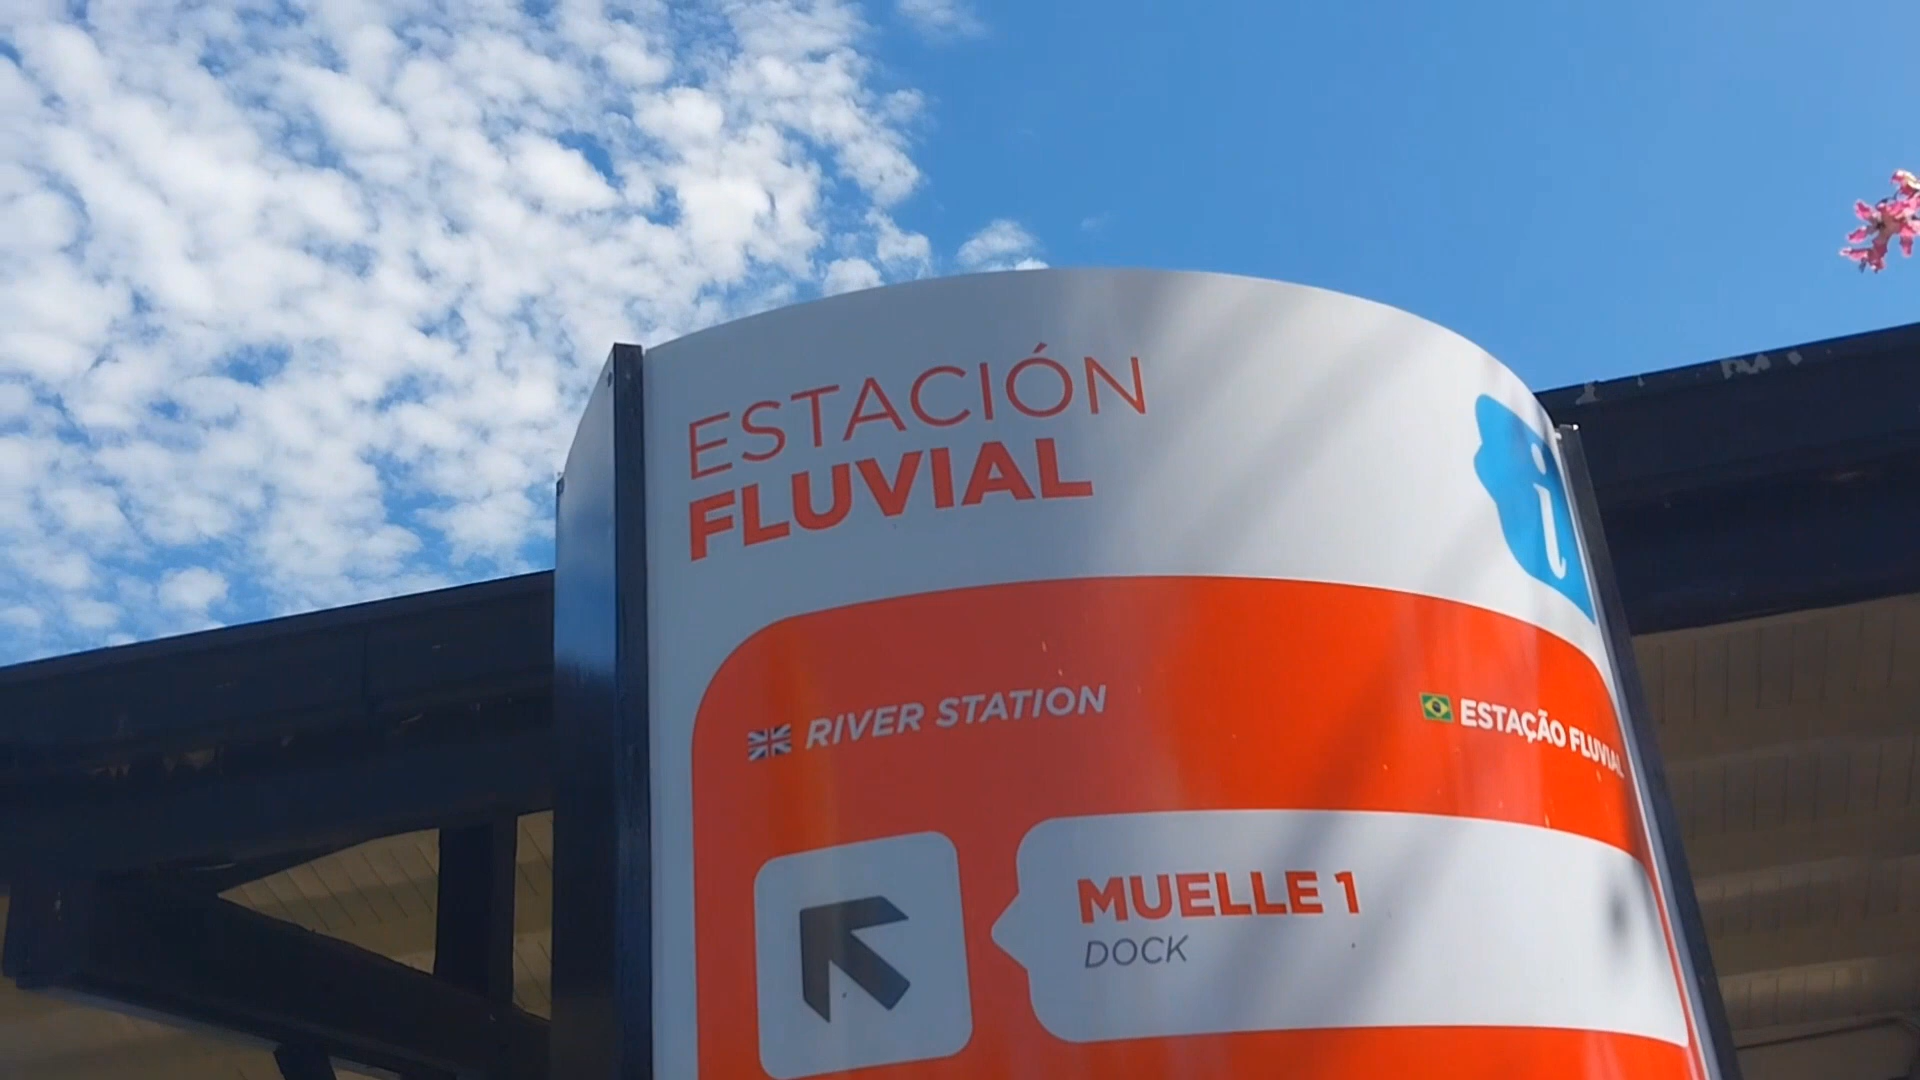 ESTACIÓN
FLUVIAL
i
RIVER STATION
ESTAÇÃO FLUVIAL
MUELLE 1
DOCK